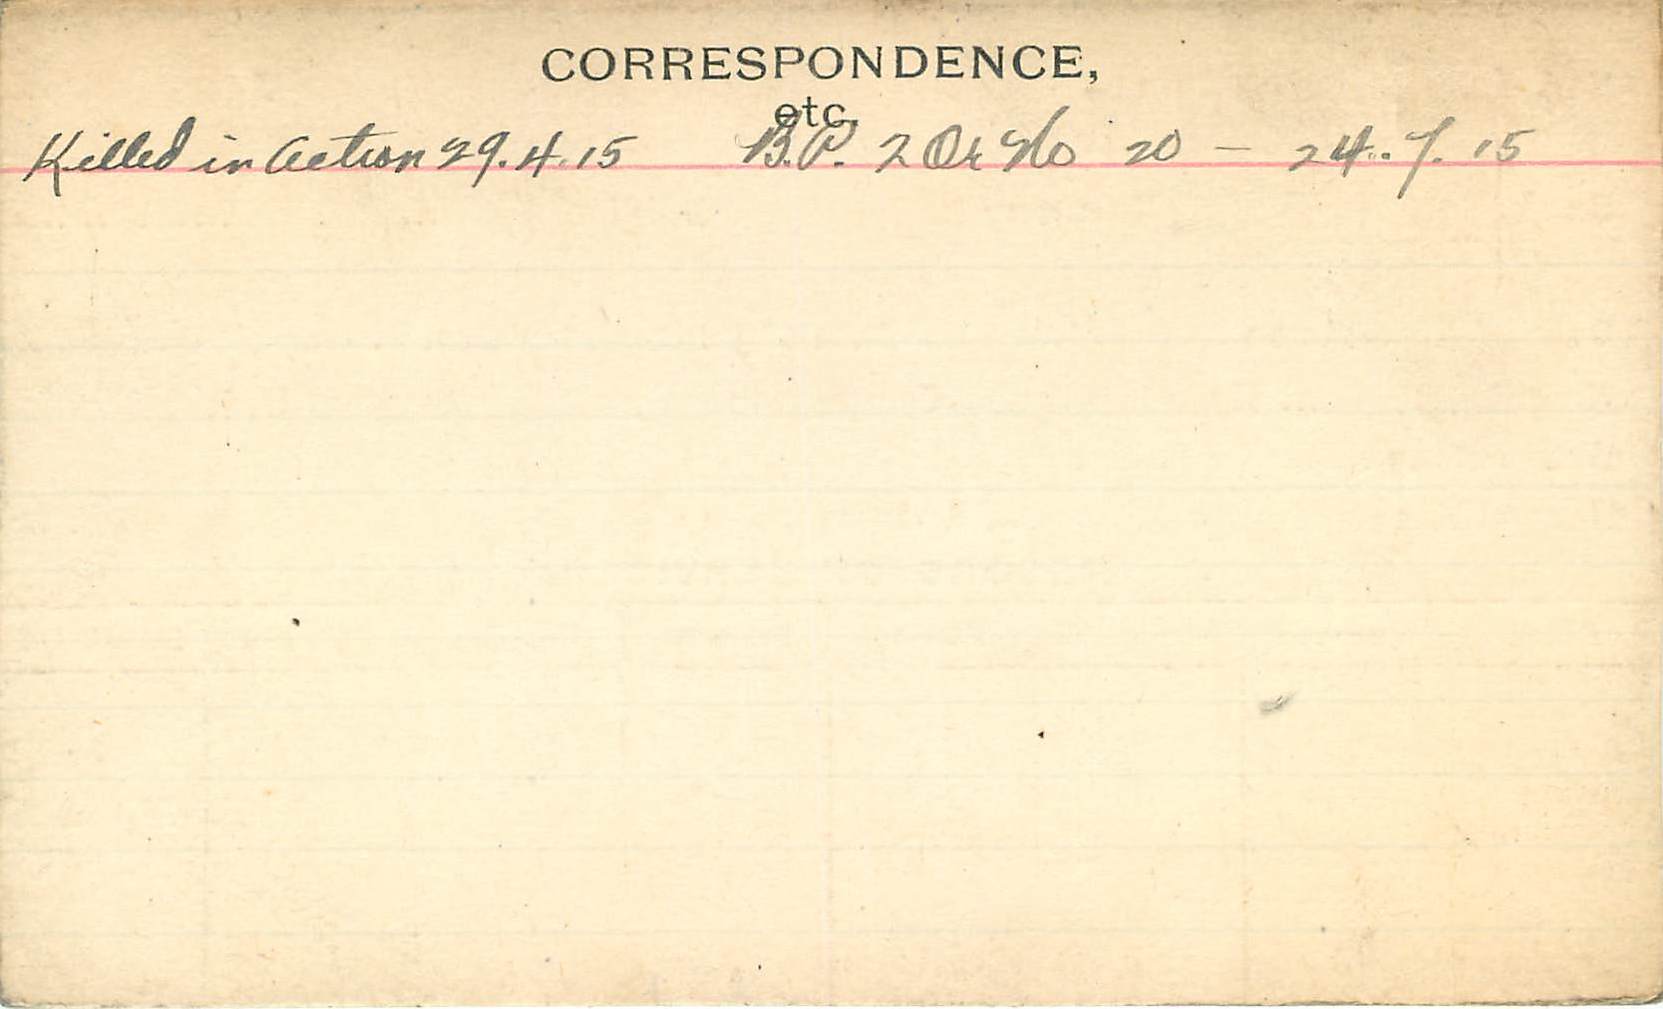 CORRESPONDENCE,
etc.
Killed in Action 29.4.15 B.P. 2 Or No 20 - 24.7.15